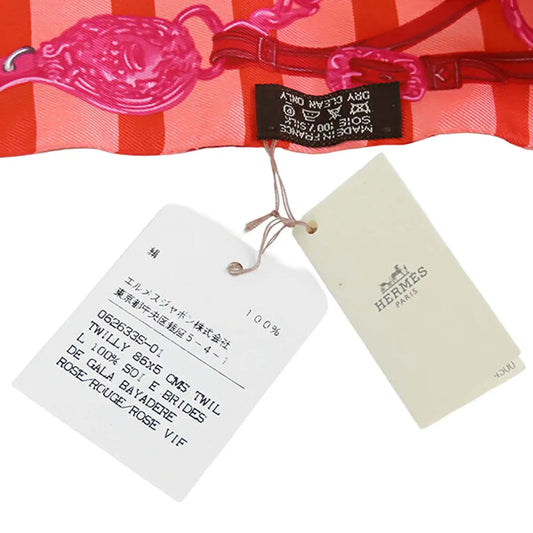 MADE IN FRANCE
SOIE 100% SILK
DRY CLEAN ONLY
絹
100%
エルメスジャポン株式会社
東京都中央区銀座5-4-1
062633S-01
TWILLY 86x5 CMS TWIL
L 100% SOI E BRIDES
DE GALA BAYADERE
ROSE/ROUGE/ROSE VIF
HERMES
PARIS